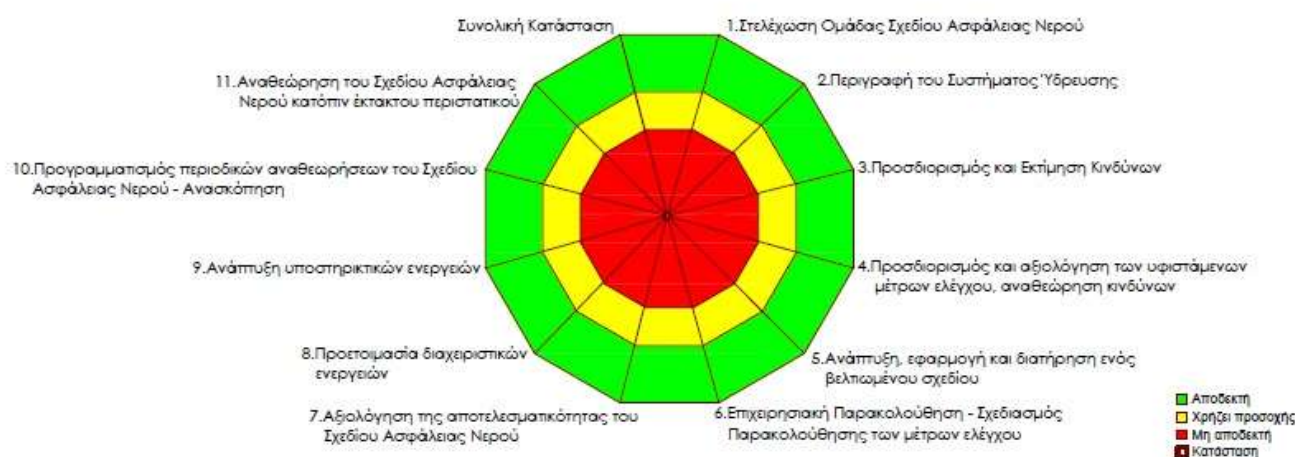 Συνολική Κατάσταση
1.Στελέχωση Ομάδας Σχεδίου Ασφάλειας Νερού
2.Περιγραφή του Συστήματος Ύδρευσης
3.Προσδιορισμός και Εκτίμηση Κινδύνων
4.Προσδιορισμός και αξιολόγηση των υφιστάμενων
μέτρων ελέγχου, αναθεώρηση κινδύνων
5.Ανάπτυξη, εφαρμογή και διατήρηση ενός
βελτιωμένου σχεδίου
6.Επιχειρησιακή Παρακολούθηση - Σχεδιασμός
Παρακολούθησης των μέτρων ελέγχου
7.Αξιολόγηση της αποτελεσματικότητας του
Σχεδίου Ασφάλειας Νερού
8.Προετοιμασία διαχειριστικών
ενεργειών
9.Ανάπτυξη υποστηρικτικών ενεργειών
10.Προγραμματισμός περιοδικών αναθεωρήσεων του Σχεδίου
Ασφάλειας Νερού - Ανασκόπηση
11.Αναθεώρηση του Σχεδίου Ασφάλειας
Νερού κατόπιν έκτακτου περιστατικού
Αποδεκτή
Χρήζει προσοχής
Μη αποδεκτή
Κατάσταση